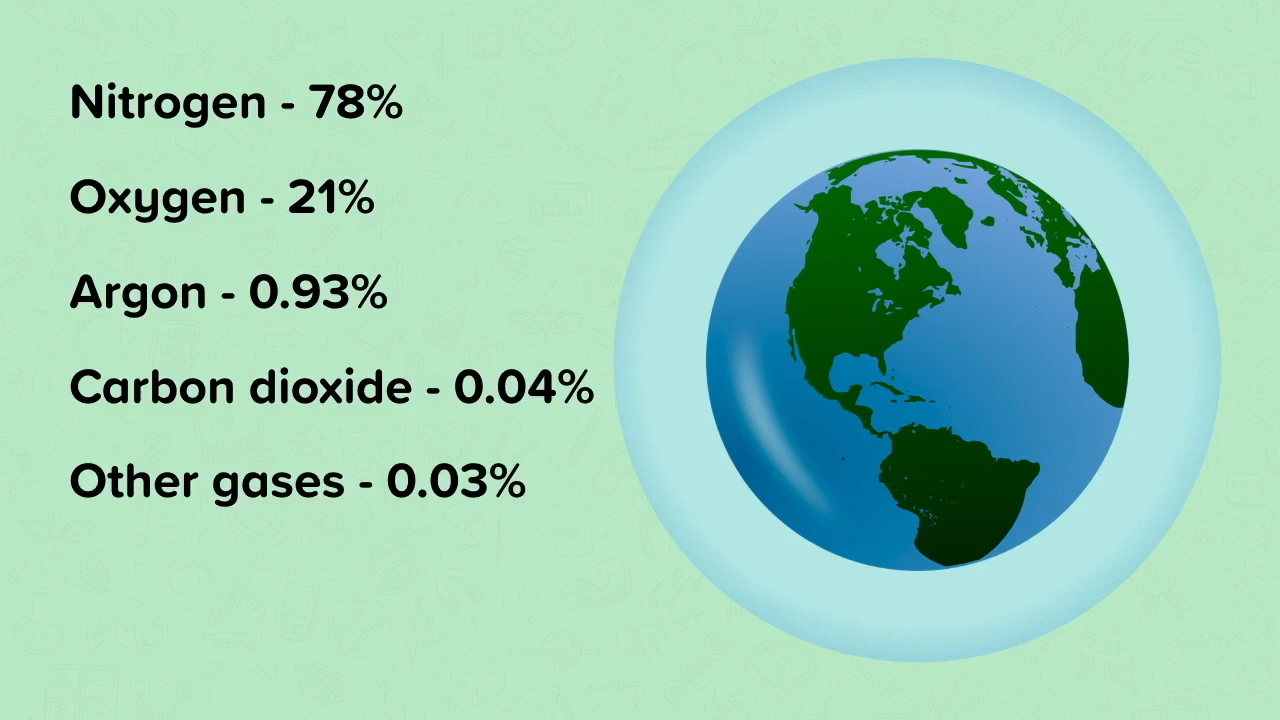 Nitrogen - 78%
Oxygen - 21%
Argon - 0.93%
Carbon dioxide - 0.04%
Other gases - 0.03%